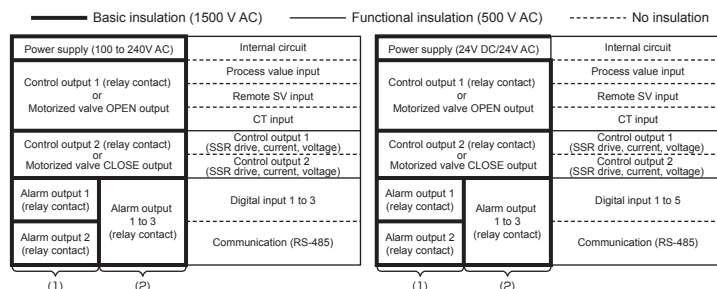 Basic insulation (1500 V AC)
Functional insulation (500 V AC)
No insulation
Power supply (100 to 240V AC)
Control output 1 (relay contact)
or
Motorized valve OPEN output
Control output 2 (relay contact)
or
Motorized valve CLOSE output
Alarm output 1
(relay contact)
Alarm output 2
(relay contact)
Alarm output
1 to 3
(relay contact)
(1)
(2)
Internal circuit
Process value input
Remote SV input
CT input
Control output 1
(SSR drive, current, voltage)
Control output 2
(SSR drive, current, voltage)
Digital input 1 to 3
Communication (RS-485)
Power supply (24V DC/24V AC)
Control output 1 (relay contact)
or
Motorized valve OPEN output
Control output 2 (relay contact)
or
Motorized valve CLOSE output
Alarm output 1
(relay contact)
Alarm output 2
(relay contact)
Alarm output
1 to 3
(relay contact)
(1)
(2)
Internal circuit
Process value input
Remote SV input
CT input
Control output 1
(SSR drive, current, voltage)
Control output 2
(SSR drive, current, voltage)
Digital input 1 to 5
Communication (RS-485)